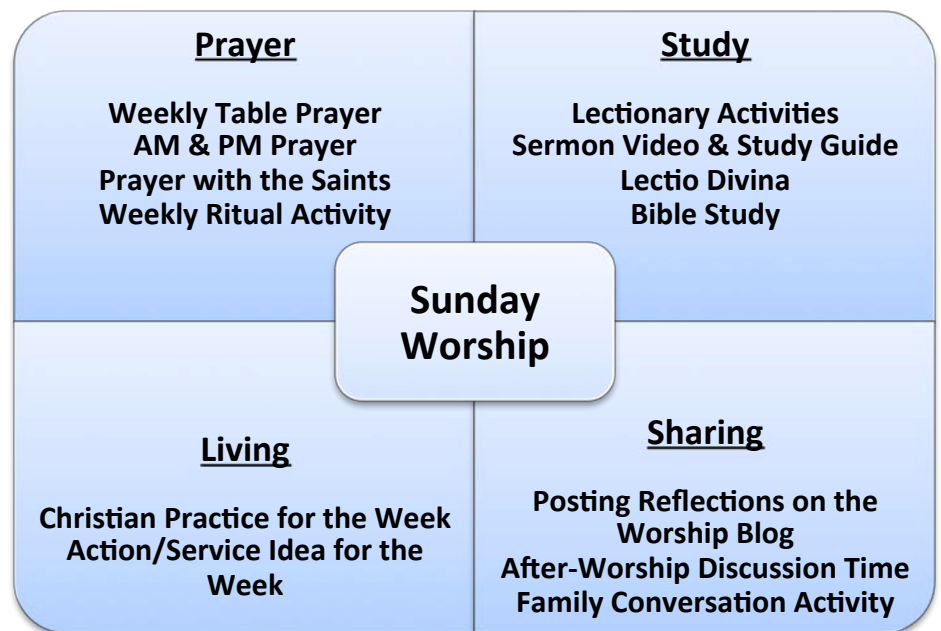 Prayer
Weekly Table Prayer
AM & PM Prayer
Prayer with the Saints
Weekly Ritual Activity
Study
Lectionary Activities
Sermon Video & Study Guide
Lectio Divina
Bible Study
Sunday
Worship
Living
Christian Practice for the Week
Action/Service Idea for the
Week
Sharing
Posting Reflections on the
Worship Blog
After-Worship Discussion Time
Family Conversation Activity